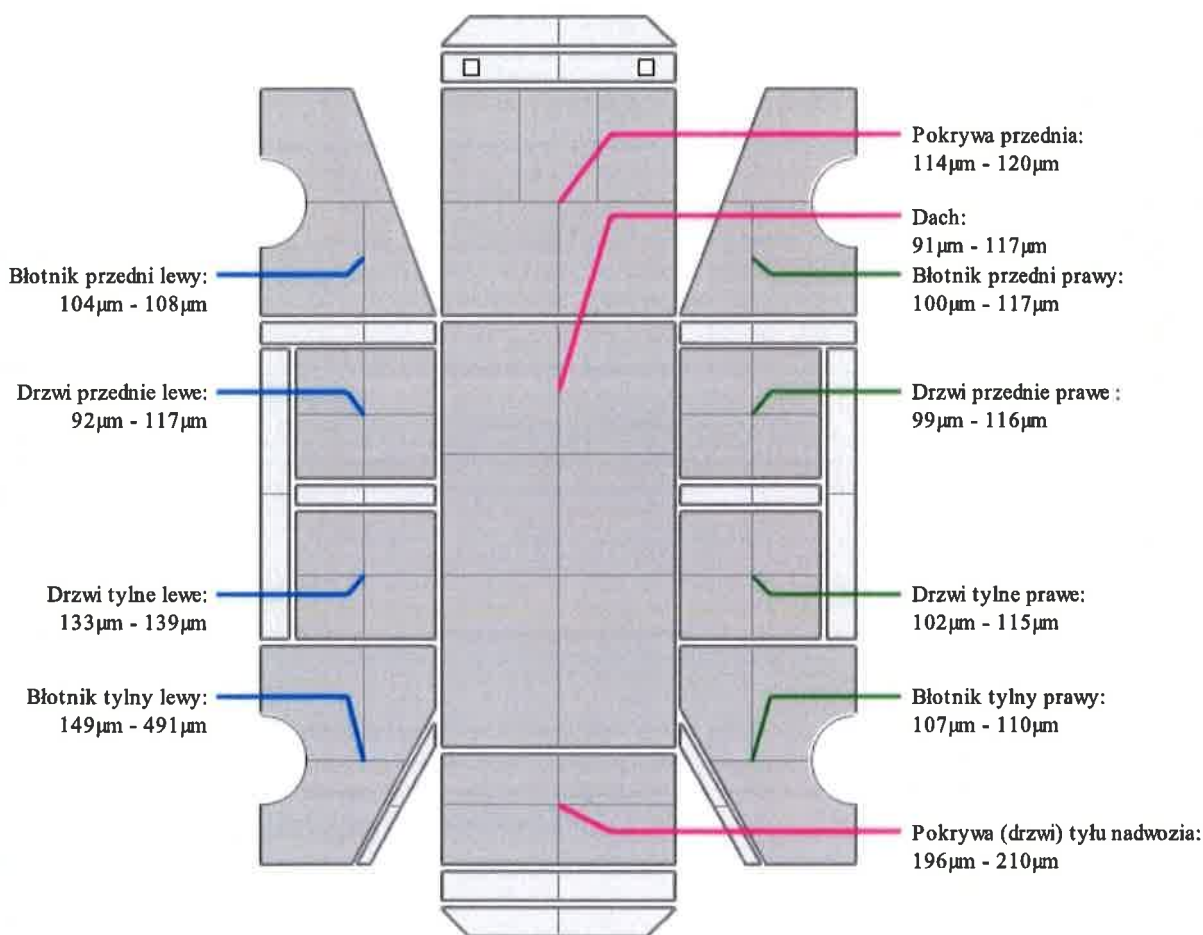 Pokrywa przednia:
114µm - 120µm
Dach:
91µm - 117µm
Błotnik przedni lewy:
104µm - 108µm
Błotnik przedni prawy:
100µm - 117µm
Drzwi przednie lewe:
92µm - 117µm
Drzwi przednie prawe :
99µm - 116µm
Drzwi tylne lewe:
133µm - 139µm
Drzwi tylne prawe:
102µm - 115µm
Błotnik tylny lewy:
149µm - 491µm
Błotnik tylny prawy:
107µm - 110µm
Pokrywa (drzwi) tyłu nadwozia:
196µm - 210µm